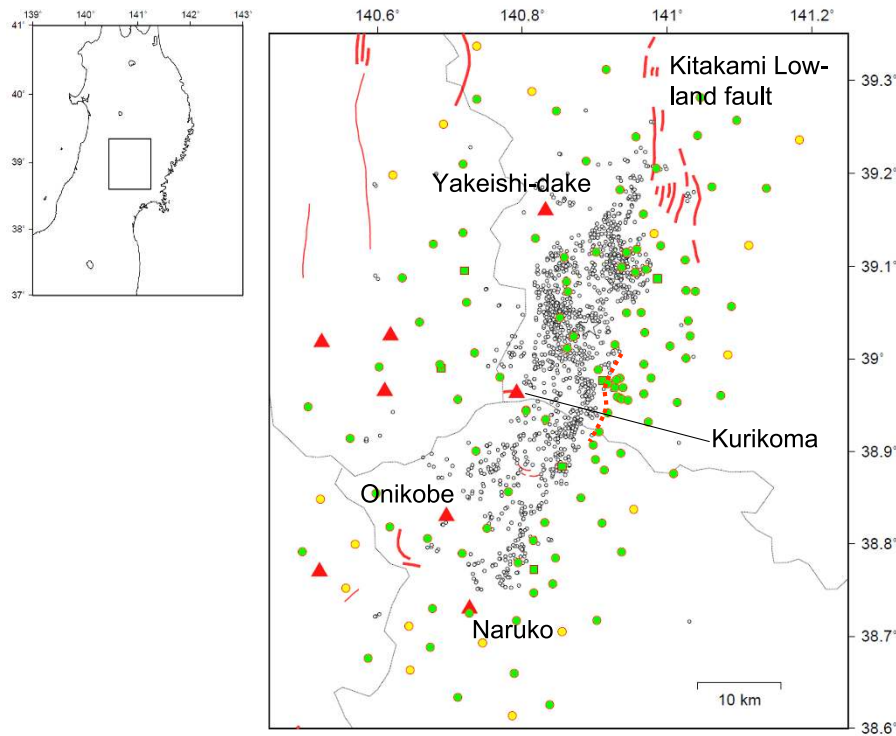 139° 140° 141° 142° 143°
41°
40°
39°
38°
37°
140.6° 140.8° 141° 141.2°
Kitakami Low-
land fault
39.3°
39.2°
Yakeishi-dake
39.1°
39°
Kurikoma
38.9°
Onikobe
38.8°
Naruko
38.7°
10 km
38.6°